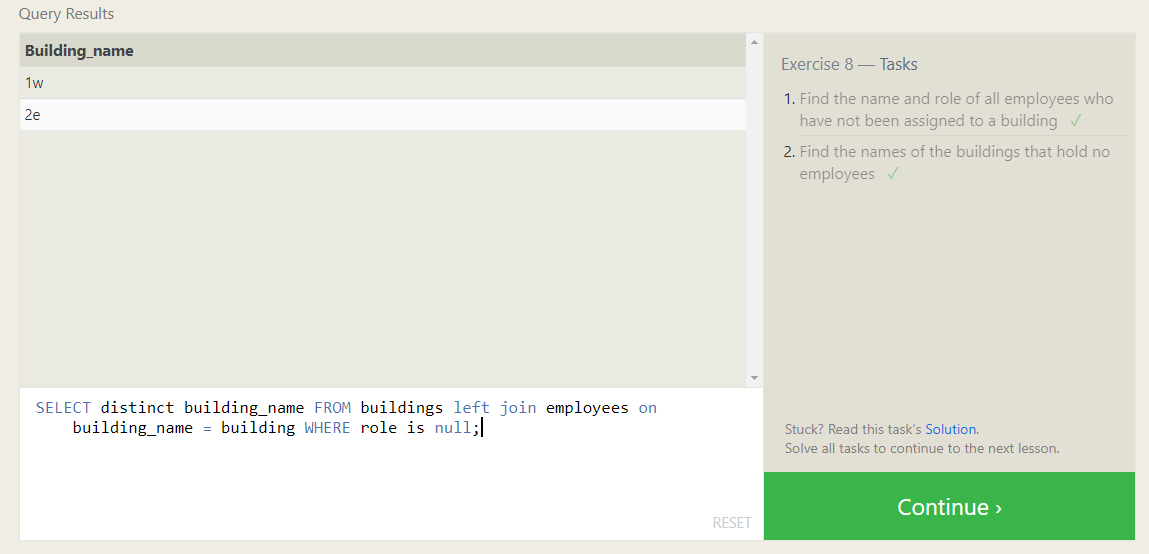 Query Results
Building_name
1w
2e
SELECT distinct building_name FROM buildings left join employees on
building_name = building WHERE role is null;
RESET
Exercise 8 — Tasks
1. Find the name and role of all employees who
have not been assigned to a building ✓
2. Find the names of the buildings that hold no
employees ✓
Stuck? Read this task's Solution.
Solve all tasks to continue to the next lesson.
Continue ›